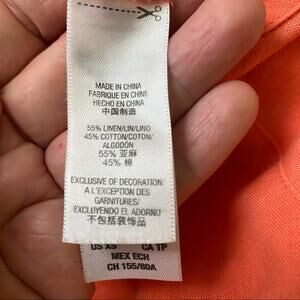 MADE IN CHINA
FABRIQUE EN CHINE
HECHO EN CHINA
中国制造
55% LINEN/LIN/LINO
45% COTTON/COTON/
ALGODÓN
55% 亚麻
45% 棉
EXCLUSIVE OF DECORATION/
A L'EXCEPTION DES
GARNITURES/
EXCLUYENDO EL ADORNO
不包括装饰品
US XS CA TP
MEX ECH
CH 155/80A